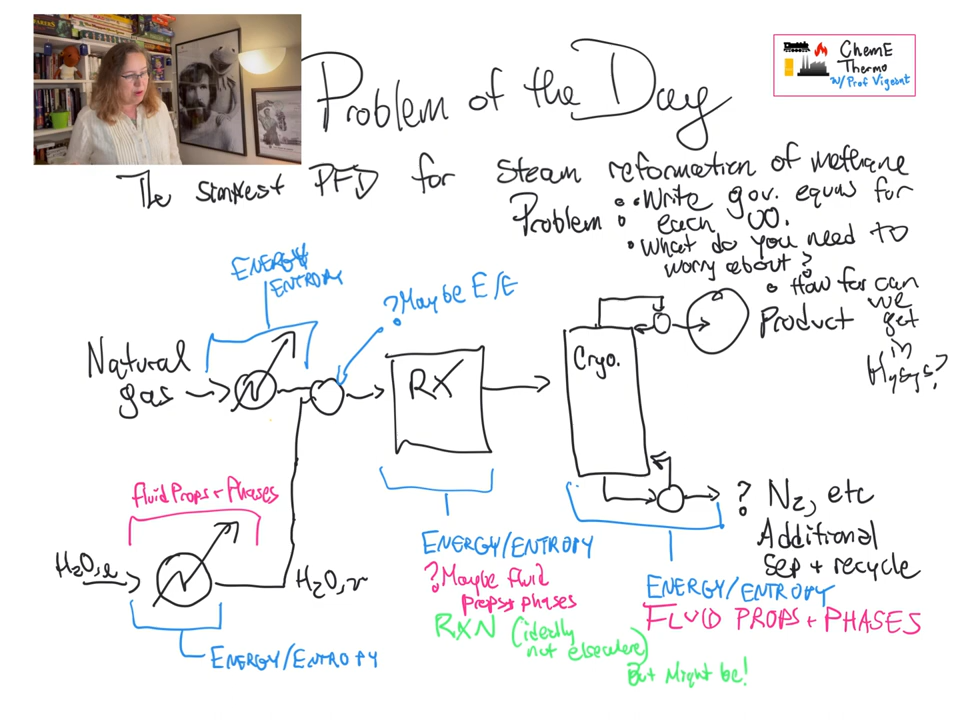 Problem of the Day
ChemE
Thermo
w/ Prof Vigeant
The simplest PFD for steam reformation of methane
Problem:
• Write gov. equns for
each UO.
• What do you need to
worry about?
• How far can
we
get
in
Hysys?
ENERGY
ENTROPY
? Maybe E/E
Natural
gas
RX
Cryo.
Product
Fluid Props + Phases
H2O, l
H2O, v
ENERGY/ENTROPY
ENERGY/ENTROPY
? Maybe fluid
props + phases
RXN (ideally
not elsewhere)
But might be!
? N2, etc
Additional
sep + recycle
ENERGY/ENTROPY
FLUID PROPS + PHASES